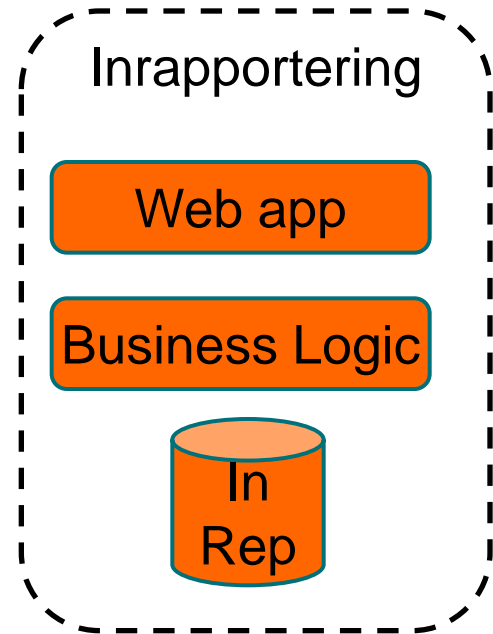 Inrapportering
Web app
Business Logic
In
Rep